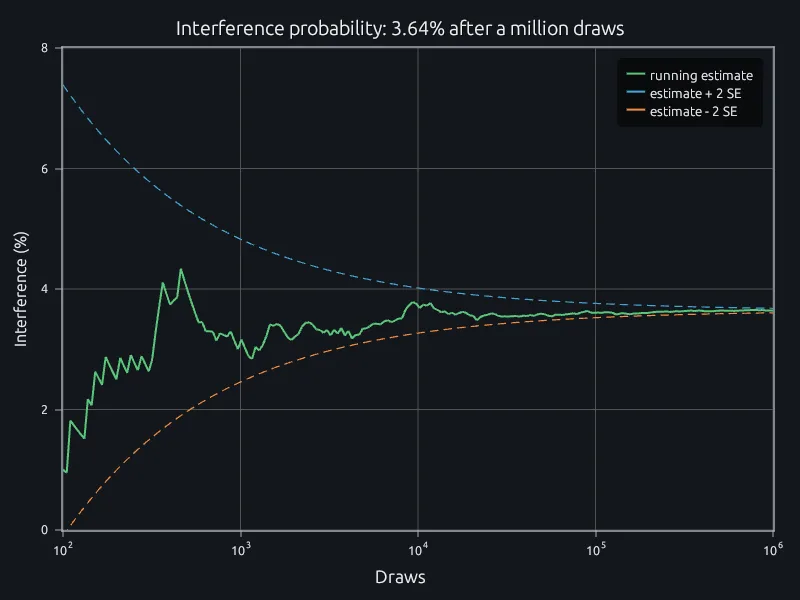 Interference probability: 3.64% after a million draws
running estimate
estimate + 2 SE
estimate - 2 SE
Interference (%)
8
6
4
2
0
10²
10³
10⁴
10⁵
10⁶
Draws